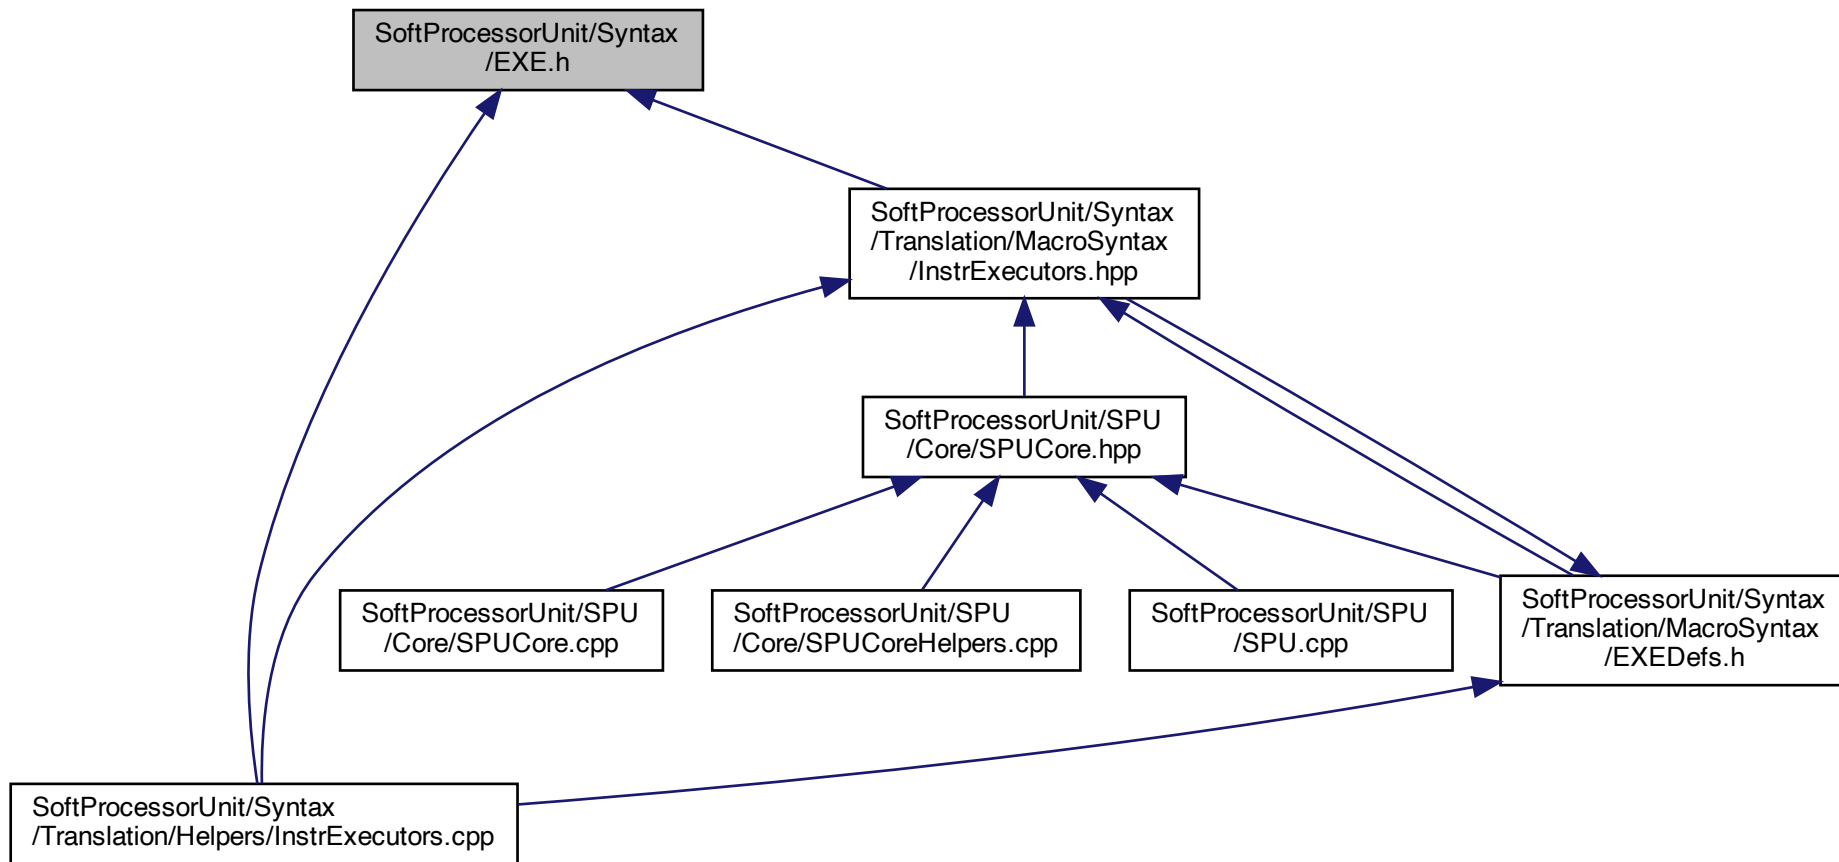 SoftProcessorUnit/Syntax
/EXE.h
SoftProcessorUnit/Syntax
/Translation/MacroSyntax
/InstrExecutors.hpp
SoftProcessorUnit/SPU
/Core/SPUCore.hpp
SoftProcessorUnit/SPU
/Core/SPUCore.cpp
SoftProcessorUnit/SPU
/Core/SPUCoreHelpers.cpp
SoftProcessorUnit/SPU
/SPU.cpp
SoftProcessorUnit/Syntax
/Translation/MacroSyntax
/EXEDefs.h
SoftProcessorUnit/Syntax
/Translation/Helpers/InstrExecutors.cpp